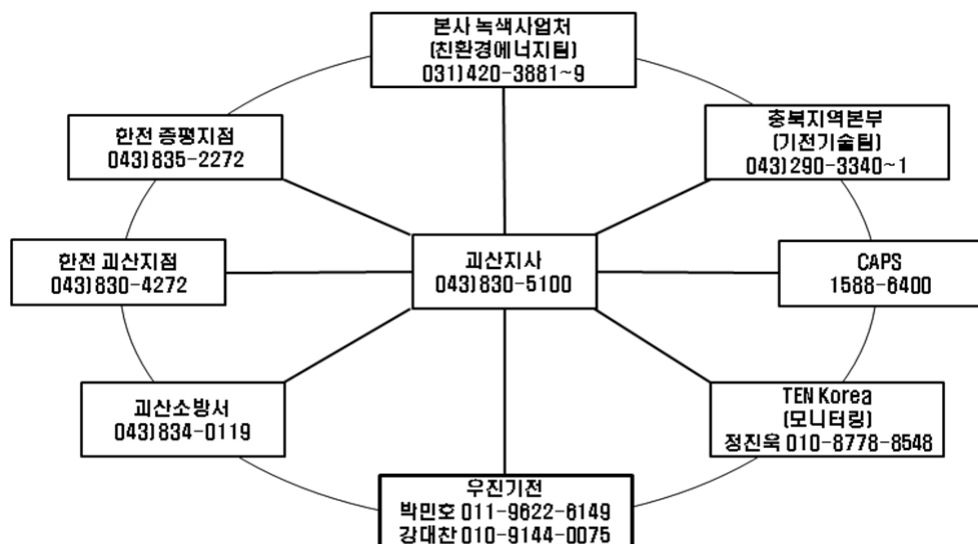 본사 녹색사업처
(친환경에너지팀)
031)420-3881~9
충북지역본부
(기전기술팀)
043)290-3340~1
한전 증평지점
043)835-2272
한전 괴산지점
043)830-4272
괴산지사
043)830-5100
CAPS
1588-6400
괴산소방서
043)834-0119
TEN Korea
(모니터링)
정진욱 010-8778-8548
우진기전
박민호 011-9622-6149
강대찬 010-9144-0075